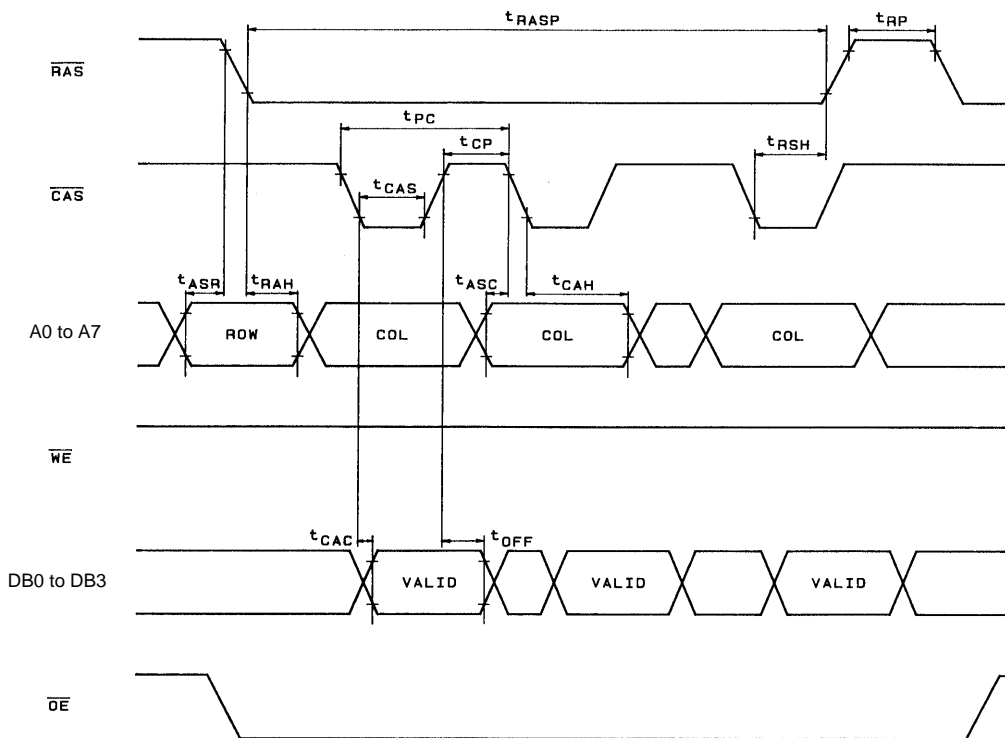 tRASP
tRP
RAS
tPC
tCP
tRSH
CAS
tCAS
tASR
tRAH
tASC
tCAH
A0 to A7
ROW
COL
COL
COL
WE
tCAC
tOFF
DB0 to DB3
VALID
VALID
VALID
OE